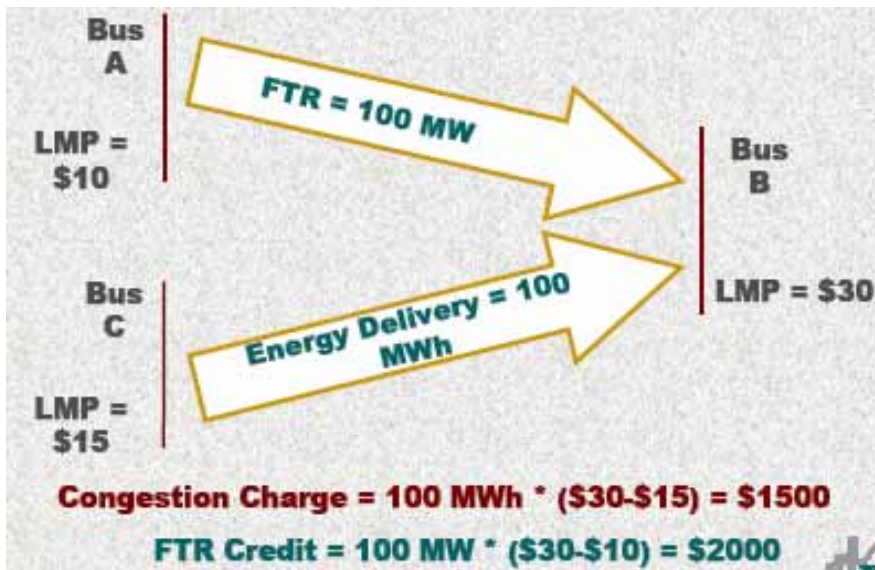 Bus
A
LMP =
$10
FTR = 100 MW
Bus
B
LMP = $30
Bus
C
LMP =
$15
Energy Delivery = 100
MWh
Congestion Charge = 100 MWh * ($30-$15) = $1500
FTR Credit = 100 MW * ($30-$10) = $2000